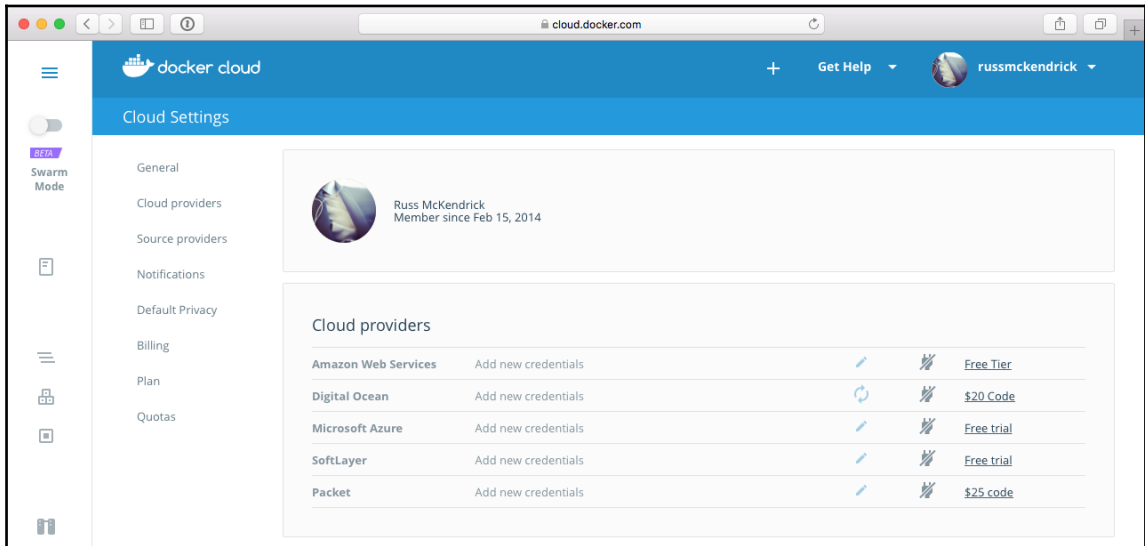 cloud.docker.com
docker cloud
+ Get Help russmckendrick
Cloud Settings
BETA
Swarm
Mode
General
Cloud providers
Source providers
Notifications
Default Privacy
Billing
Plan
Quotas
Russ McKendrick
Member since Feb 15, 2014
Cloud providers
Amazon Web Services Add new credentials Free Tier
Digital Ocean Add new credentials $20 Code
Microsoft Azure Add new credentials Free trial
SoftLayer Add new credentials Free trial
Packet Add new credentials $25 code